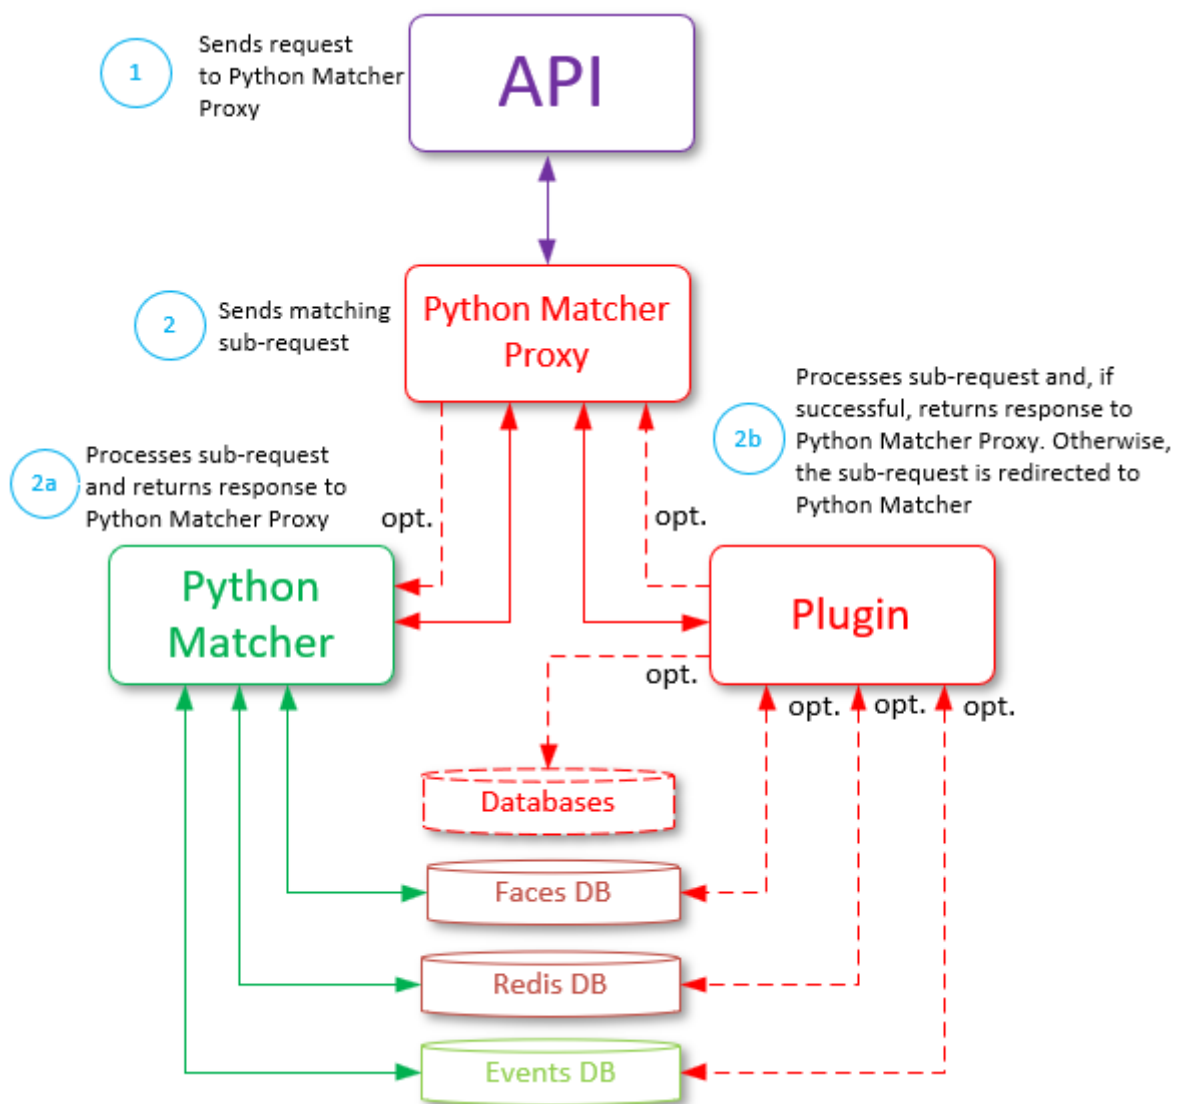 1
Sends request
to Python Matcher
Proxy
API
2
Sends matching
sub-request
Python Matcher
Proxy
Processes sub-request and, if
successful, returns response to
Python Matcher Proxy. Otherwise,
the sub-request is redirected to
Python Matcher
2b
2a
Processes sub-request
and returns response to
Python Matcher Proxy
opt.
opt.
Python
Matcher
Plugin
opt.
opt.
opt.
opt.
Databases
Faces DB
Redis DB
Events DB